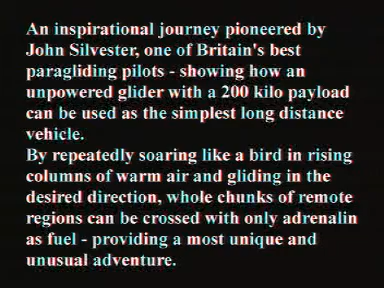 An inspirational journey pioneered by
John Silvester, one of Britain's best
paragliding pilots - showing how an
unpowered glider with a 200 kilo payload
can be used as the simplest long distance
vehicle.
By repeatedly soaring like a bird in rising
columns of warm air and gliding in the
desired direction, whole chunks of remote
regions can be crossed with only adrenalin
as fuel - providing a most unique and
unusual adventure.